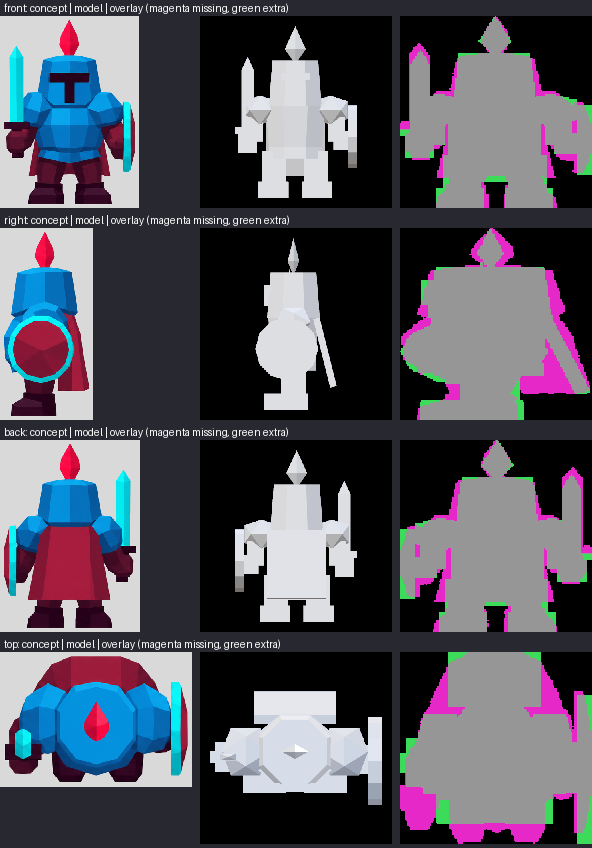 front: concept | model | overlay (magenta missing, green extra)
right: concept | model | overlay (magenta missing, green extra)
back: concept | model | overlay (magenta missing, green extra)
top: concept | model | overlay (magenta missing, green extra)